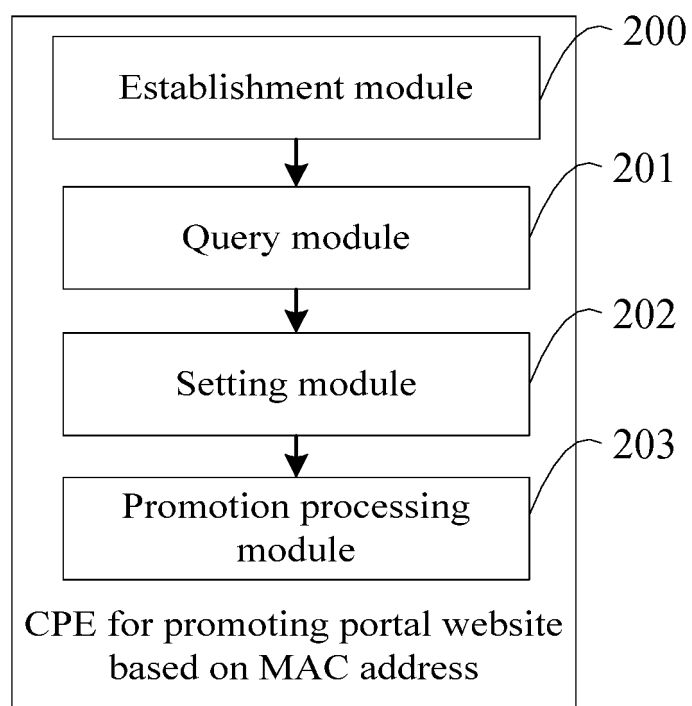 200
Establishment module
201
Query module
202
Setting module
203
Promotion processing
module
CPE for promoting portal website
based on MAC address